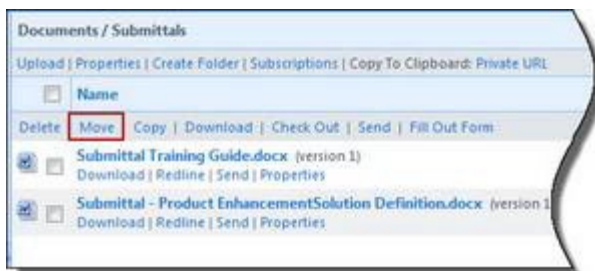 Documents / Submittals
Upload | Properties | Create Folder | Subscriptions | Copy To Clipboard: Private URL
Name
Delete Move Copy | Download | Check Out | Send | Fill Out Form
Submittal Training Guide.docx (version 1)
Download | Redline | Send | Properties
Submittal - Product EnhancementSolution Definition.docx (version 1
Download | Redline | Send | Properties